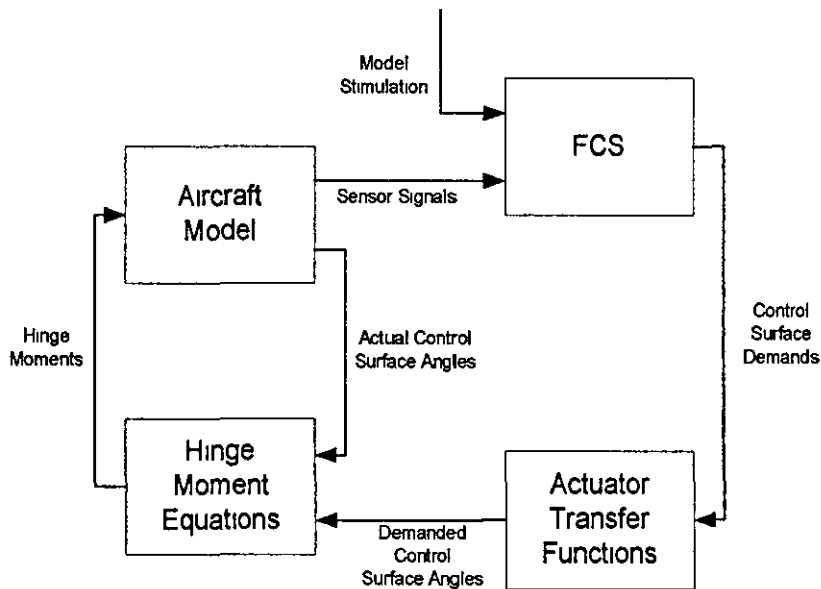 Model
Stimulation
FCS
Aircraft
Model
Sensor Signals
Hinge
Moments
Actual Control
Surface Angles
Control
Surface
Demands
Hinge
Moment
Equations
Demanded
Control
Surface Angles
Actuator
Transfer
Functions